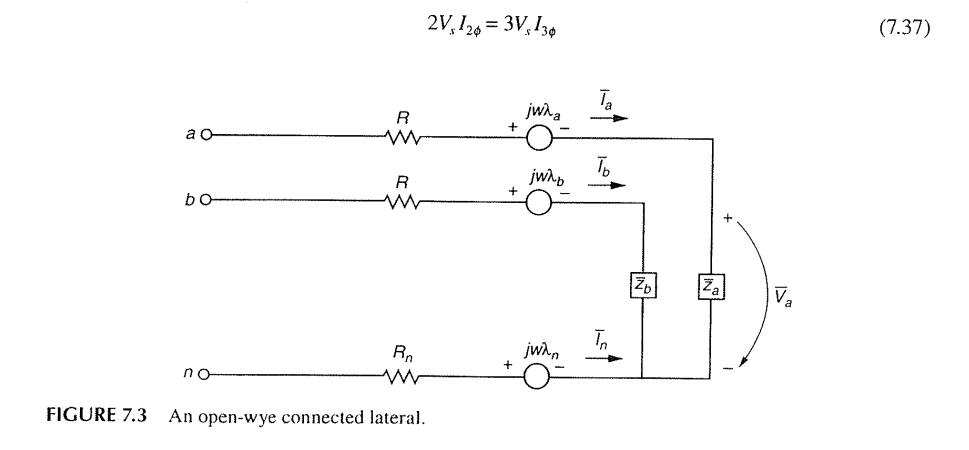 2V_s I_{2ϕ} = 3V_s I_{3ϕ} (7.37)
a R + jwλ_a − Ī_a
b R + jwλ_b − Ī_b
+
z̄_b z̄_a V̄_a
n R_n + jwλ_n − Ī_n −
FIGURE 7.3 An open-wye connected lateral.